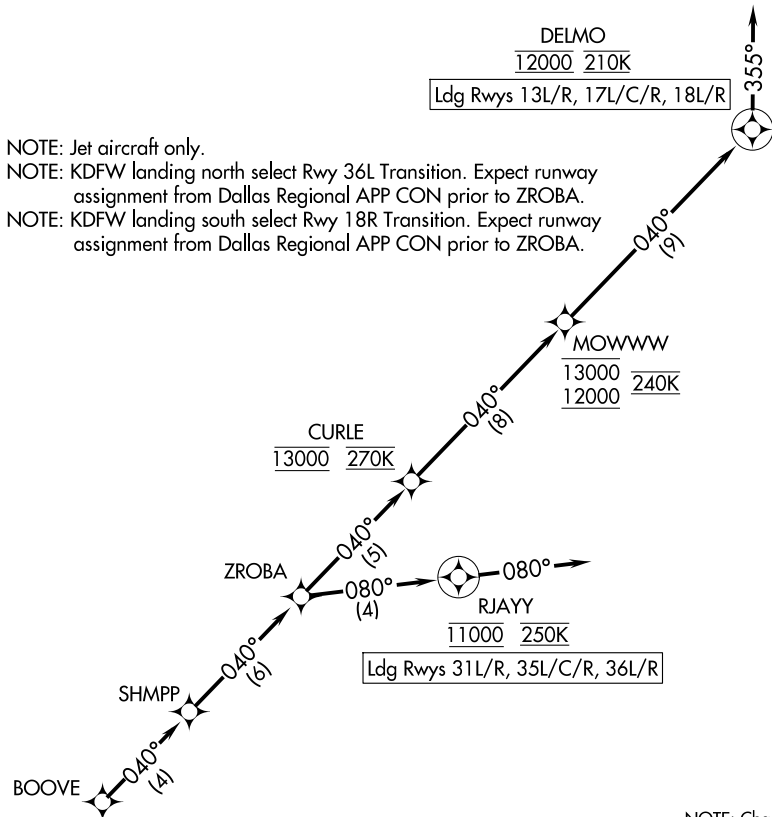 DELMO
12000 210K
Ldg Rwys 13L/R, 17L/C/R, 18L/R
355°
NOTE: Jet aircraft only.
NOTE: KDFW landing north select Rwy 36L Transition. Expect runway
assignment from Dallas Regional APP CON prior to ZROBA.
NOTE: KDFW landing south select Rwy 18R Transition. Expect runway
assignment from Dallas Regional APP CON prior to ZROBA.
040°
(9)
MOWWW
13000
12000
240K
040°
(8)
CURLE
13000 270K
040°
(5)
ZROBA
080°
(4)
080°
RJAYY
11000 250K
Ldg Rwys 31L/R, 35L/C/R, 36L/R
040°
(6)
SHMPP
040°
(4)
BOOVE
NOTE: